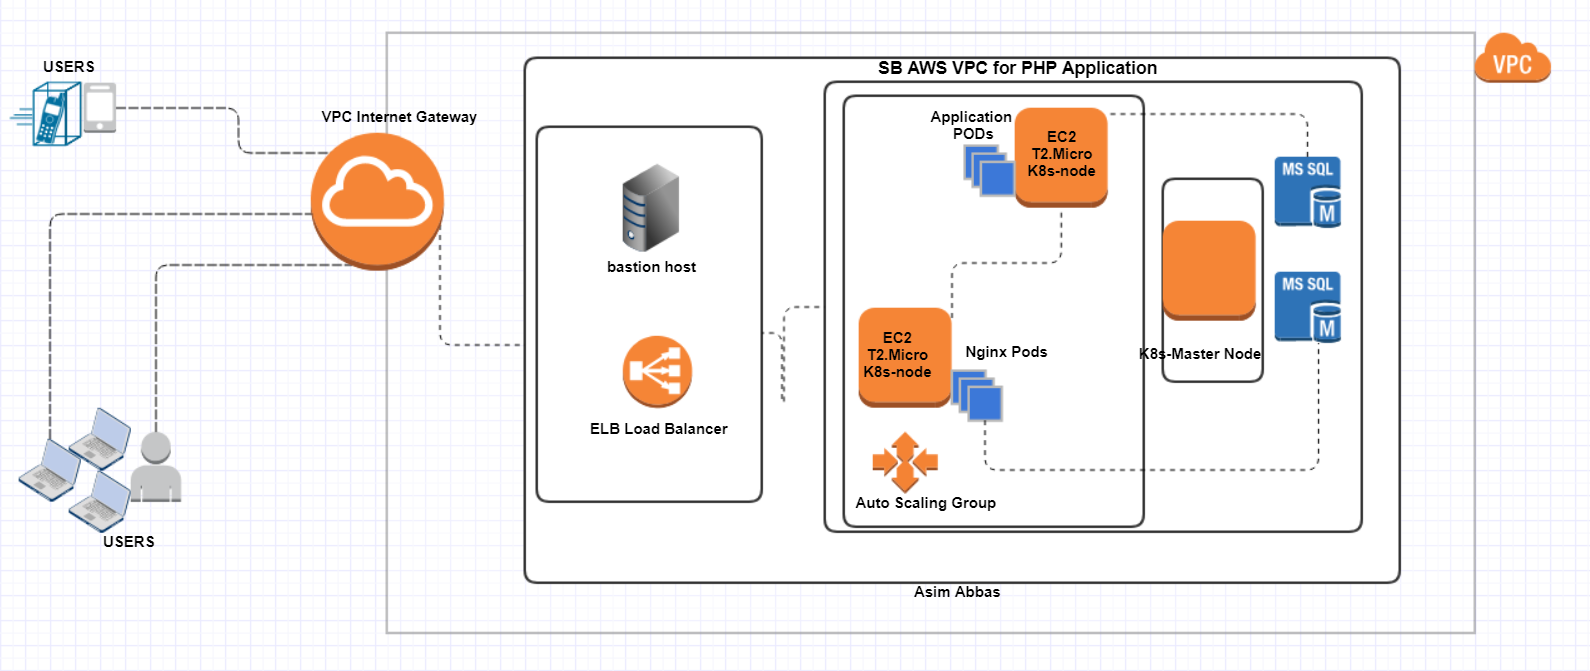 USERS
VPC Internet Gateway
SB AWS VPC for PHP Application
VPC
Application
PODs
EC2
T2.Micro
K8s-node
MS SQL
M
bastion host
MS SQL
M
EC2
T2.Micro
K8s-node
Nginx Pods
K8s-Master Node
ELB Load Balancer
Auto Scaling Group
USERS
Asim Abbas